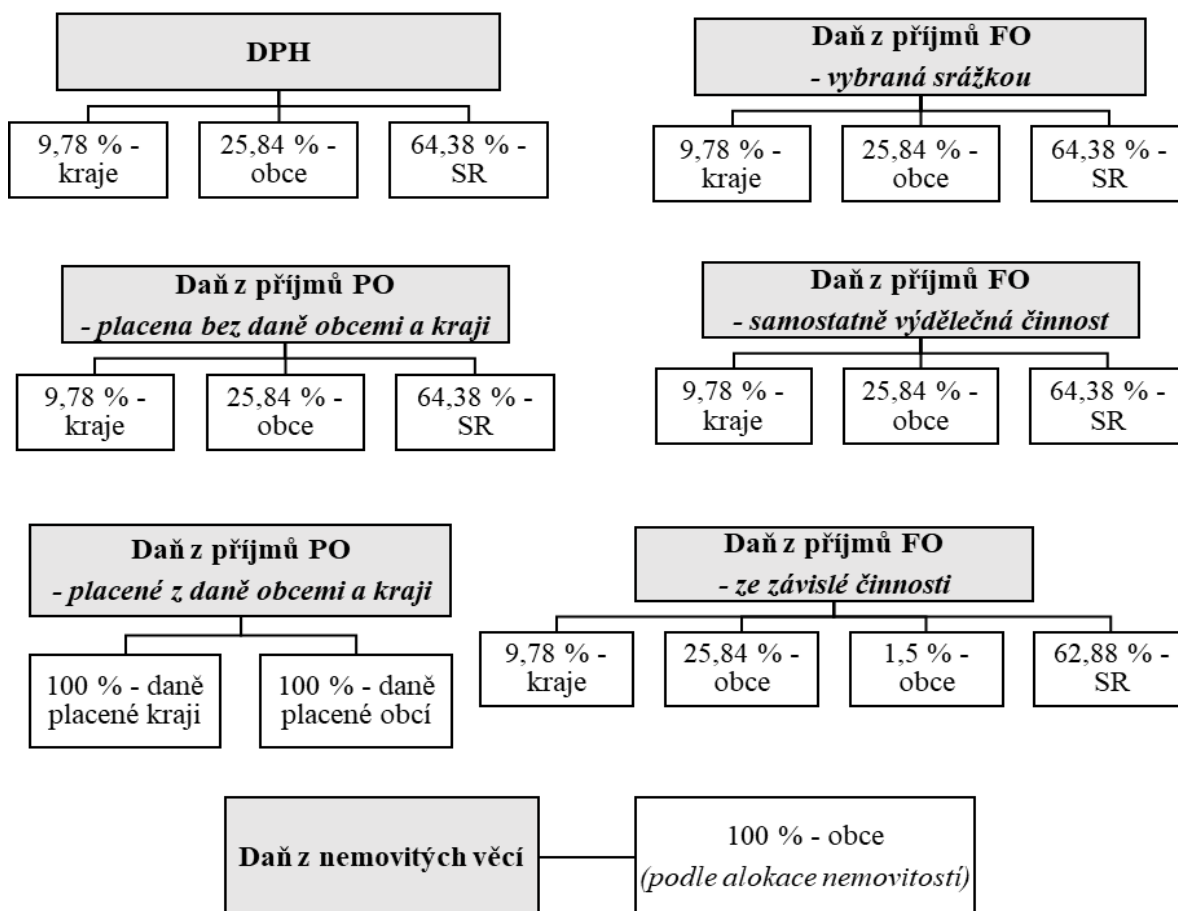 DPH
9,78 % -
kraje
25,84 % -
obce
64,38 % -
SR
Daň z příjmů FO
- vybraná srážkou
9,78 % -
kraje
25,84 % -
obce
64,38 % -
SR
Daň z příjmů PO
- placena bez daně obcemi a kraji
9,78 % -
kraje
25,84 % -
obce
64,38 % -
SR
Daň z příjmů FO
- samostatně výdělečná činnost
9,78 % -
kraje
25,84 % -
obce
64,38 % -
SR
Daň z příjmů PO
- placené z daně obcemi a kraji
100 % - daně
placené kraji
100 % - daně
placené obcí
Daň z příjmů FO
- ze závislé činnosti
9,78 % -
kraje
25,84 % -
obce
1,5 % -
obce
62,88 % -
SR
Daň z nemovitých věcí
100 % - obce
(podle alokace nemovitostí)